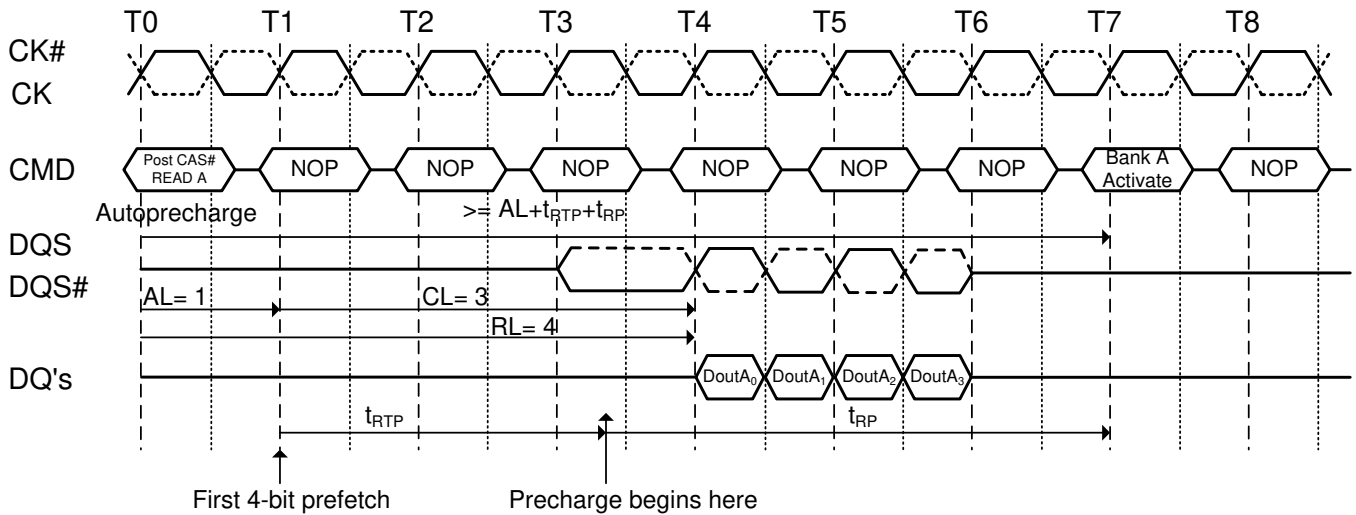 T0 T1 T2 T3 T4 T5 T6 T7 T8
CK#
CK
CMD
Post CAS#
READ A
NOP NOP NOP NOP NOP NOP
Bank A
Activate
NOP
Autoprecharge
>= AL+tRTP+tRP
DQS
DQS#
AL= 1
CL= 3
RL= 4
DQ's
DoutA0 DoutA1 DoutA2 DoutA3
tRTP
tRP
First 4-bit prefetch
Precharge begins here